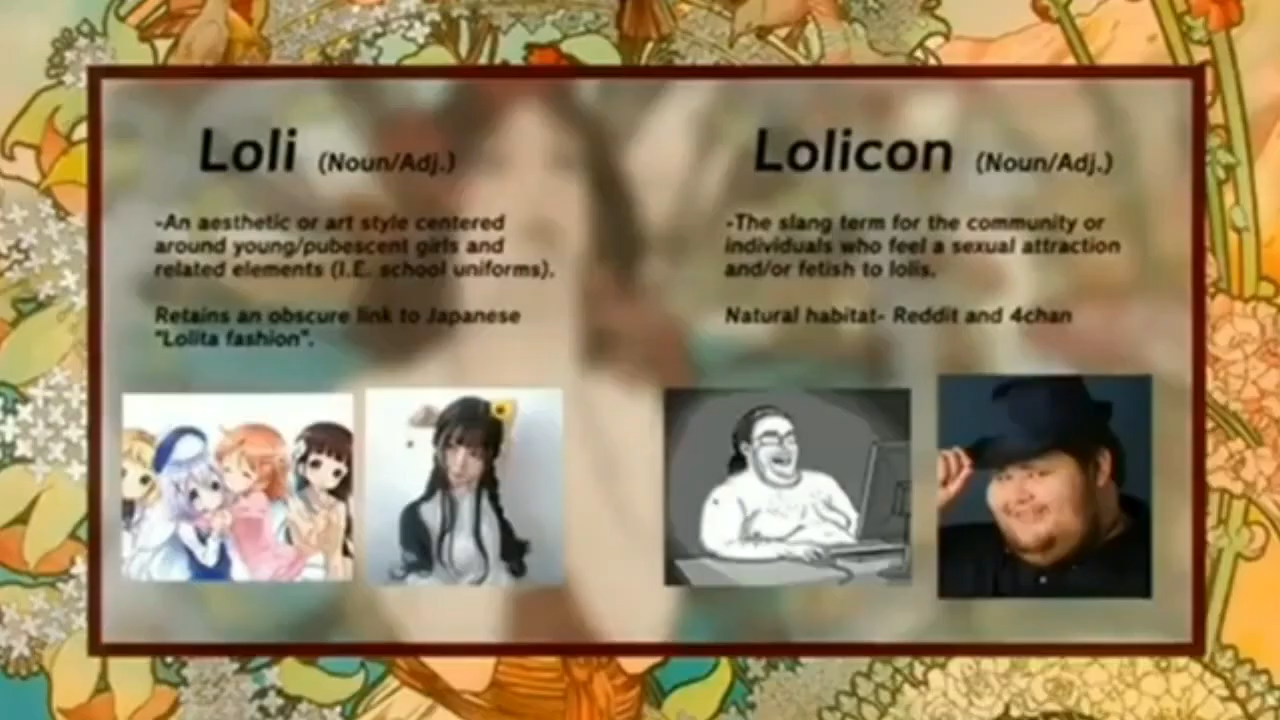 Loli (Noun/Adj.)
-An aesthetic or art style centered
around young/pubescent girls and
related elements (I.E. school uniforms).
Retains an obscure link to Japanese
"Lolita fashion".
Lolicon (Noun/Adj.)
-The slang term for the community or
individuals who feel a sexual attraction
and/or fetish to lolis.
Natural habitat- Reddit and 4chan